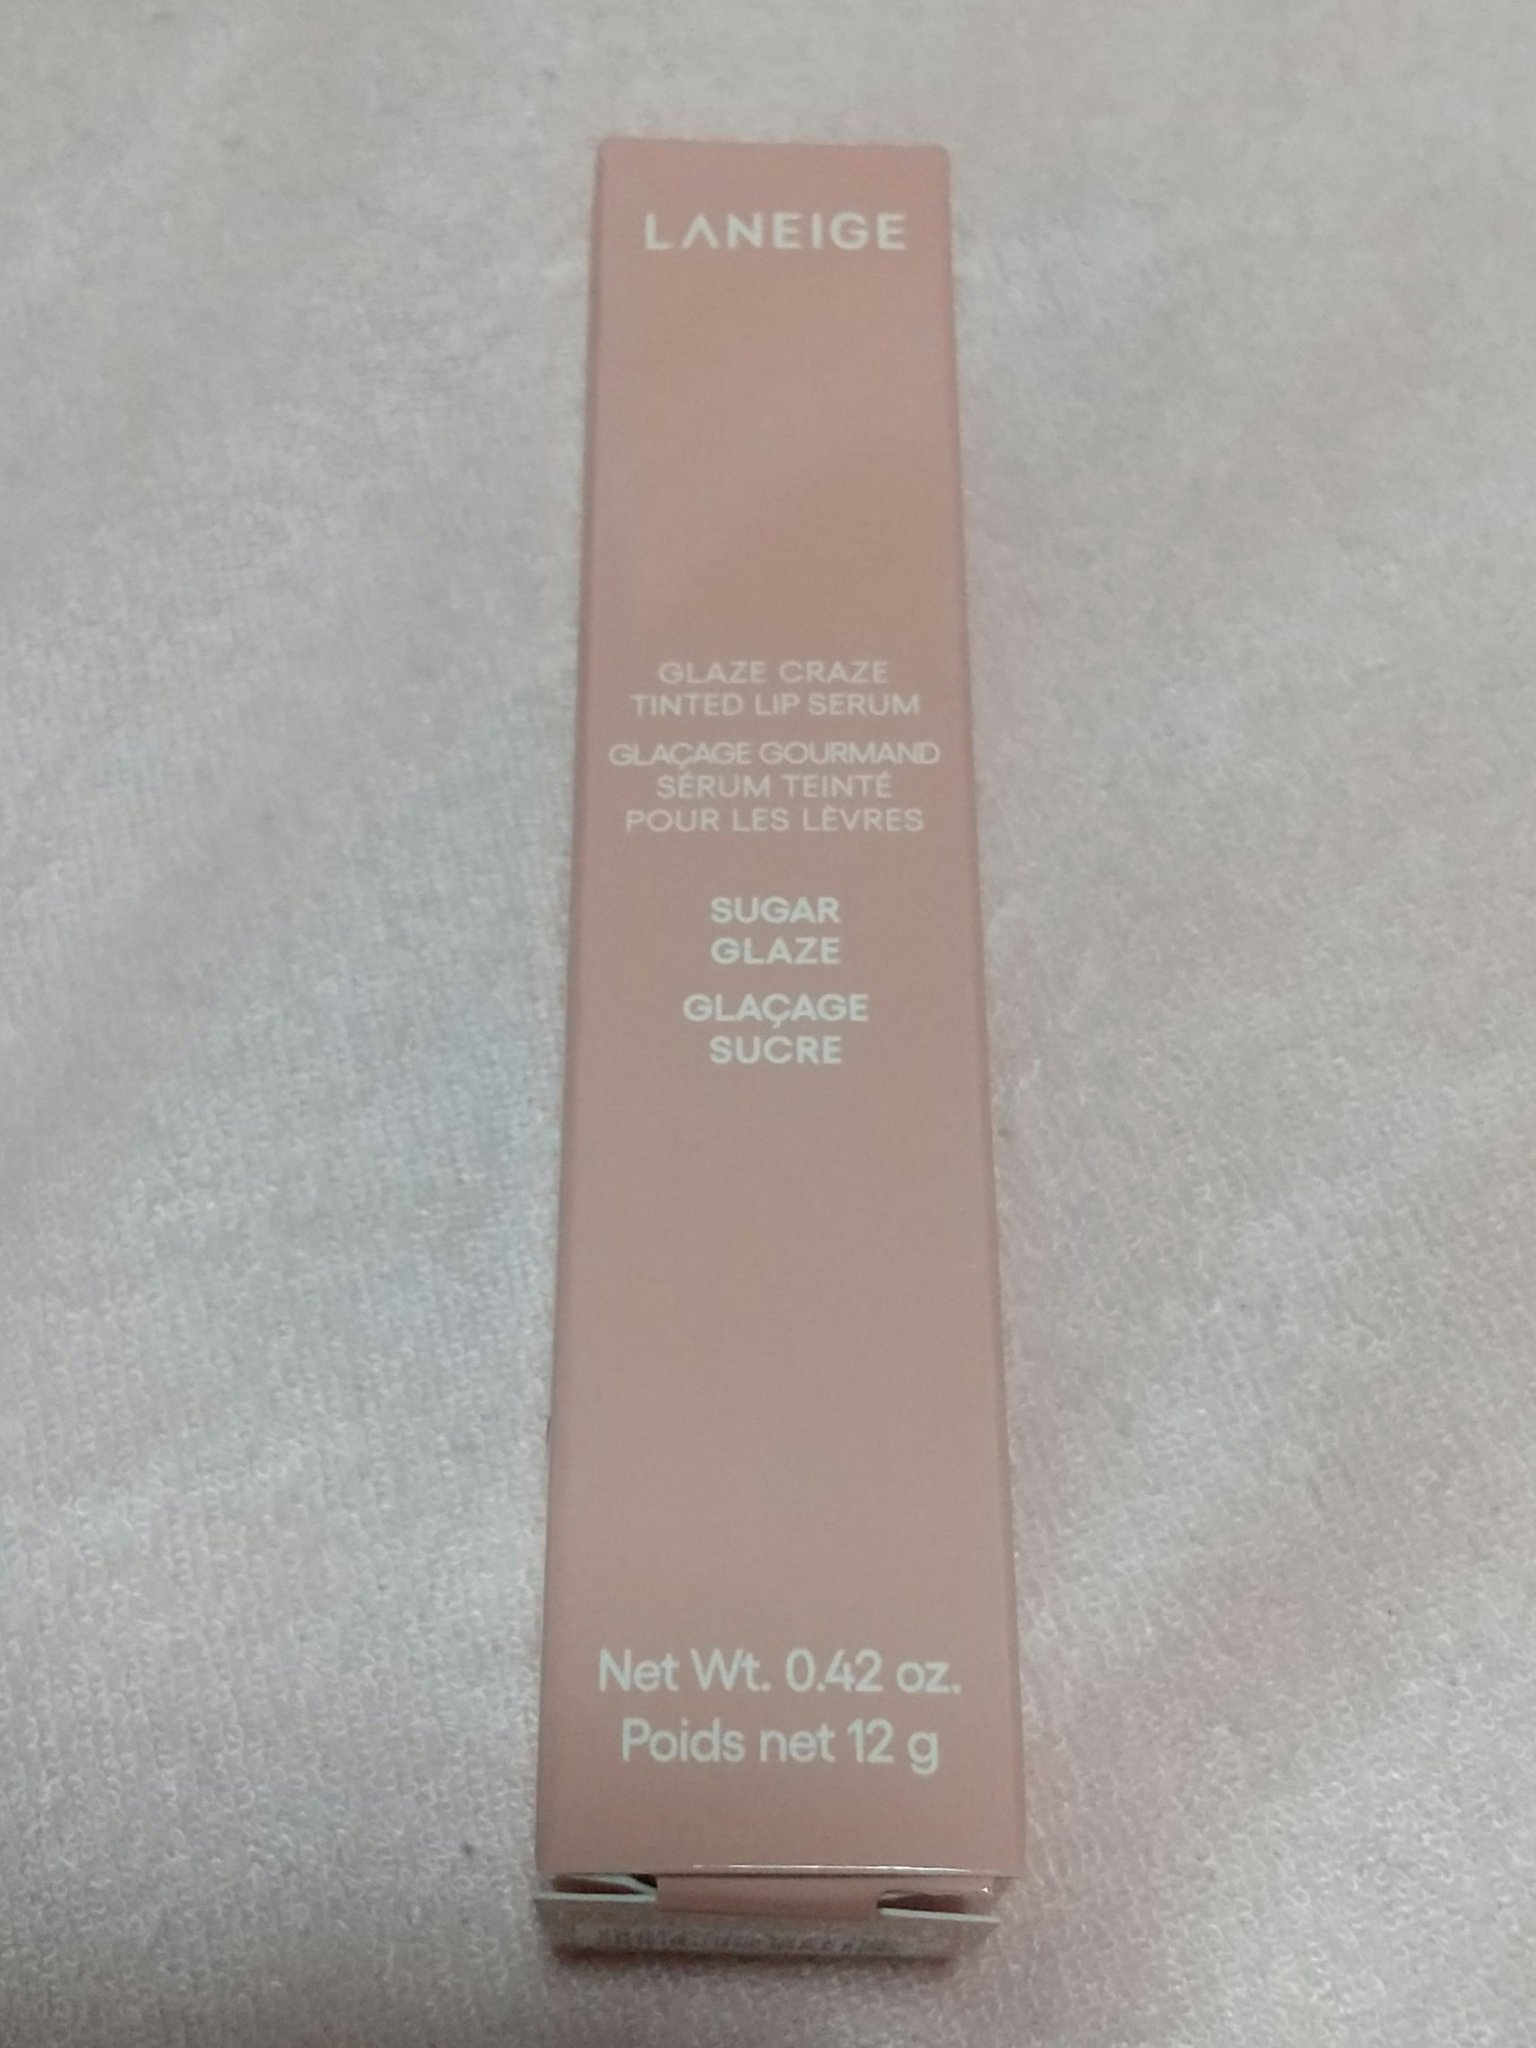 LANEIGE
GLAZE CRAZE
TINTED LIP SERUM
GLAÇAGE GOURMAND
SÉRUM TEINTÉ
POUR LES LÈVRES
SUGAR
GLAZE
GLAÇAGE
SUCRE
Net Wt. 0.42 oz.
Poids net 12 g